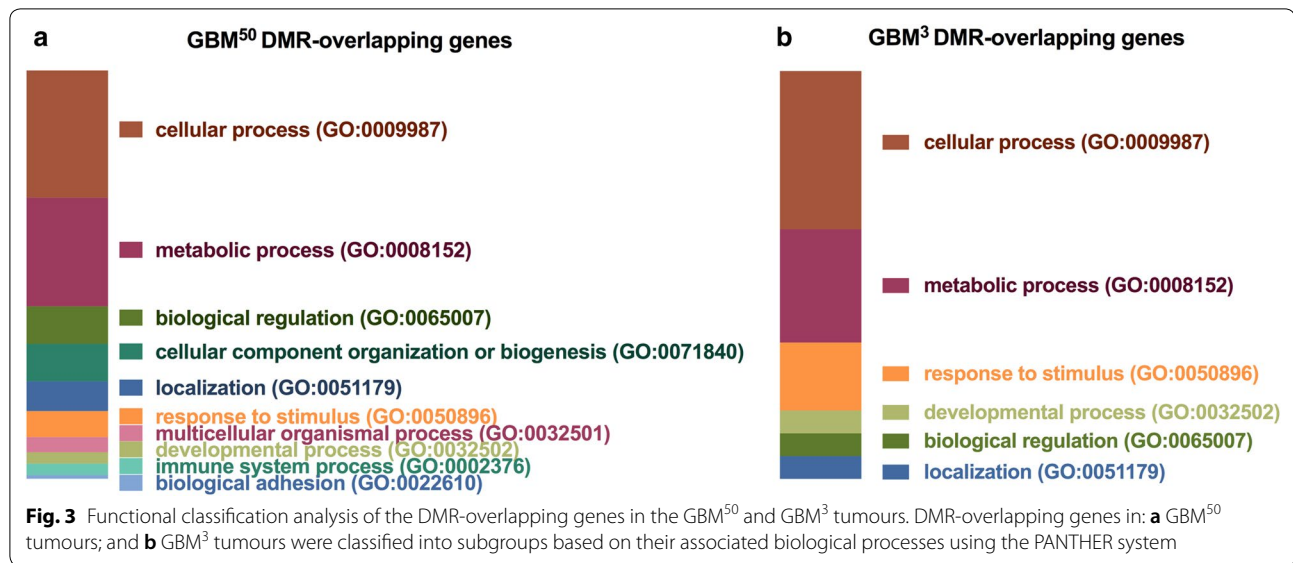 a
GBM⁵⁰ DMR-overlapping genes
cellular process (GO:0009987)
metabolic process (GO:0008152)
biological regulation (GO:0065007)
cellular component organization or biogenesis (GO:0071840)
localization (GO:0051179)
response to stimulus (GO:0050896)
multicellular organismal process (GO:0032501)
developmental process (GO:0032502)
immune system process (GO:0002376)
biological adhesion (GO:0022610)
b
GBM³ DMR-overlapping genes
cellular process (GO:0009987)
metabolic process (GO:0008152)
response to stimulus (GO:0050896)
developmental process (GO:0032502)
biological regulation (GO:0065007)
localization (GO:0051179)
Fig. 3 Functional classification analysis of the DMR-overlapping genes in the GBM⁵⁰ and GBM³ tumours. DMR-overlapping genes in: a GBM⁵⁰
tumours; and b GBM³ tumours were classified into subgroups based on their associated biological processes using the PANTHER system